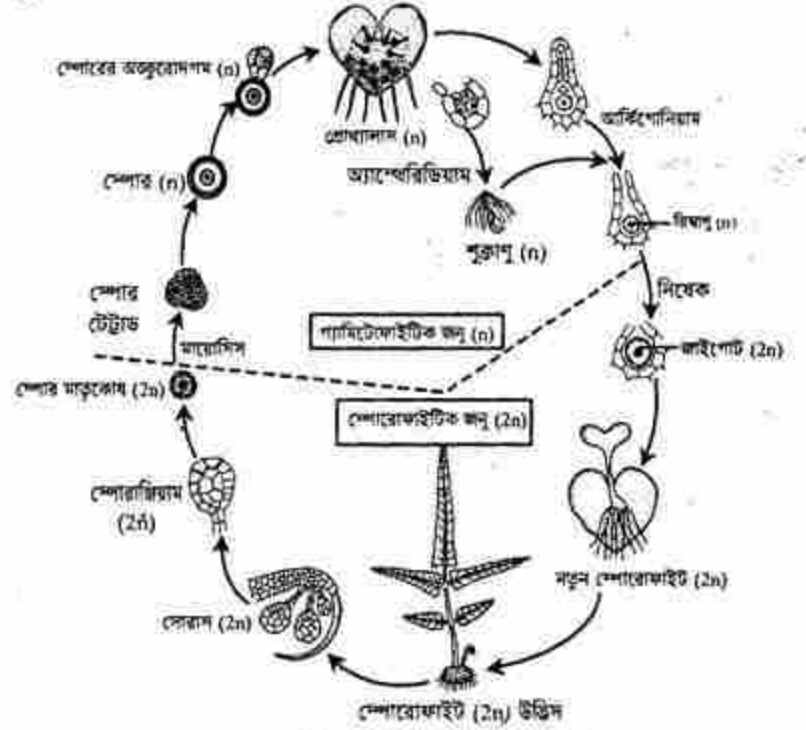 স্পোরের অঙ্কুরোদগম (n)
প্রোথ্যালাস (n)
আর্কিগোনিয়াম
স্পোর (n)
অ্যান্থেরিডিয়াম
শুক্রাণু (n)
ডিম্বাণু (n)
স্পোর
টেট্রাড
নিষেক
মায়োসিস
গ্যামিটোফাইটিক জনু (n)
জাইগোট (2n)
স্পোর মাতৃকোষ (2n)
স্পোরোফাইটিক জনু (2n)
স্পোরাঞ্জিয়াম
(2n)
নতুন স্পোরোফাইট (2n)
সোরাস (2n)
স্পোরোফাইট (2n) উদ্ভিদ